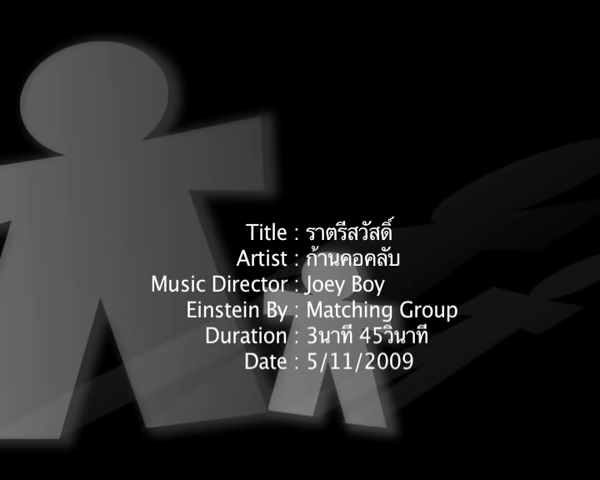 Title : ราตรีสวัสดิ์
Artist : ก้านคอคลับ
Music Director : Joey Boy
Einstein By : Matching Group
Duration : 3นาที 45วินาที
Date : 5/11/2009